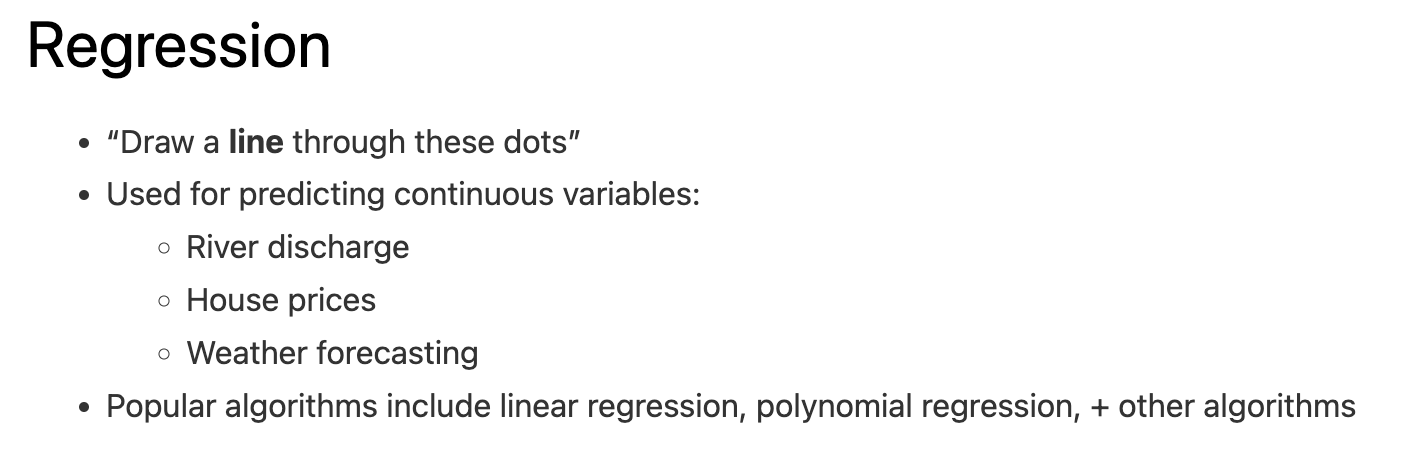 Regression
• “Draw a line through these dots”
• Used for predicting continuous variables:
◦ River discharge
◦ House prices
◦ Weather forecasting
• Popular algorithms include linear regression, polynomial regression, + other algorithms